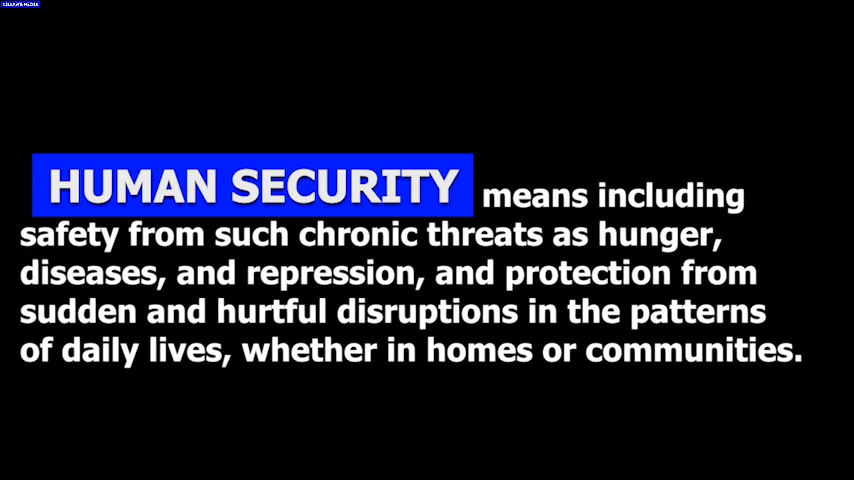 HUMAN SECURITY means including
safety from such chronic threats as hunger,
diseases, and repression, and protection from
sudden and hurtful disruptions in the patterns
of daily lives, whether in homes or communities.